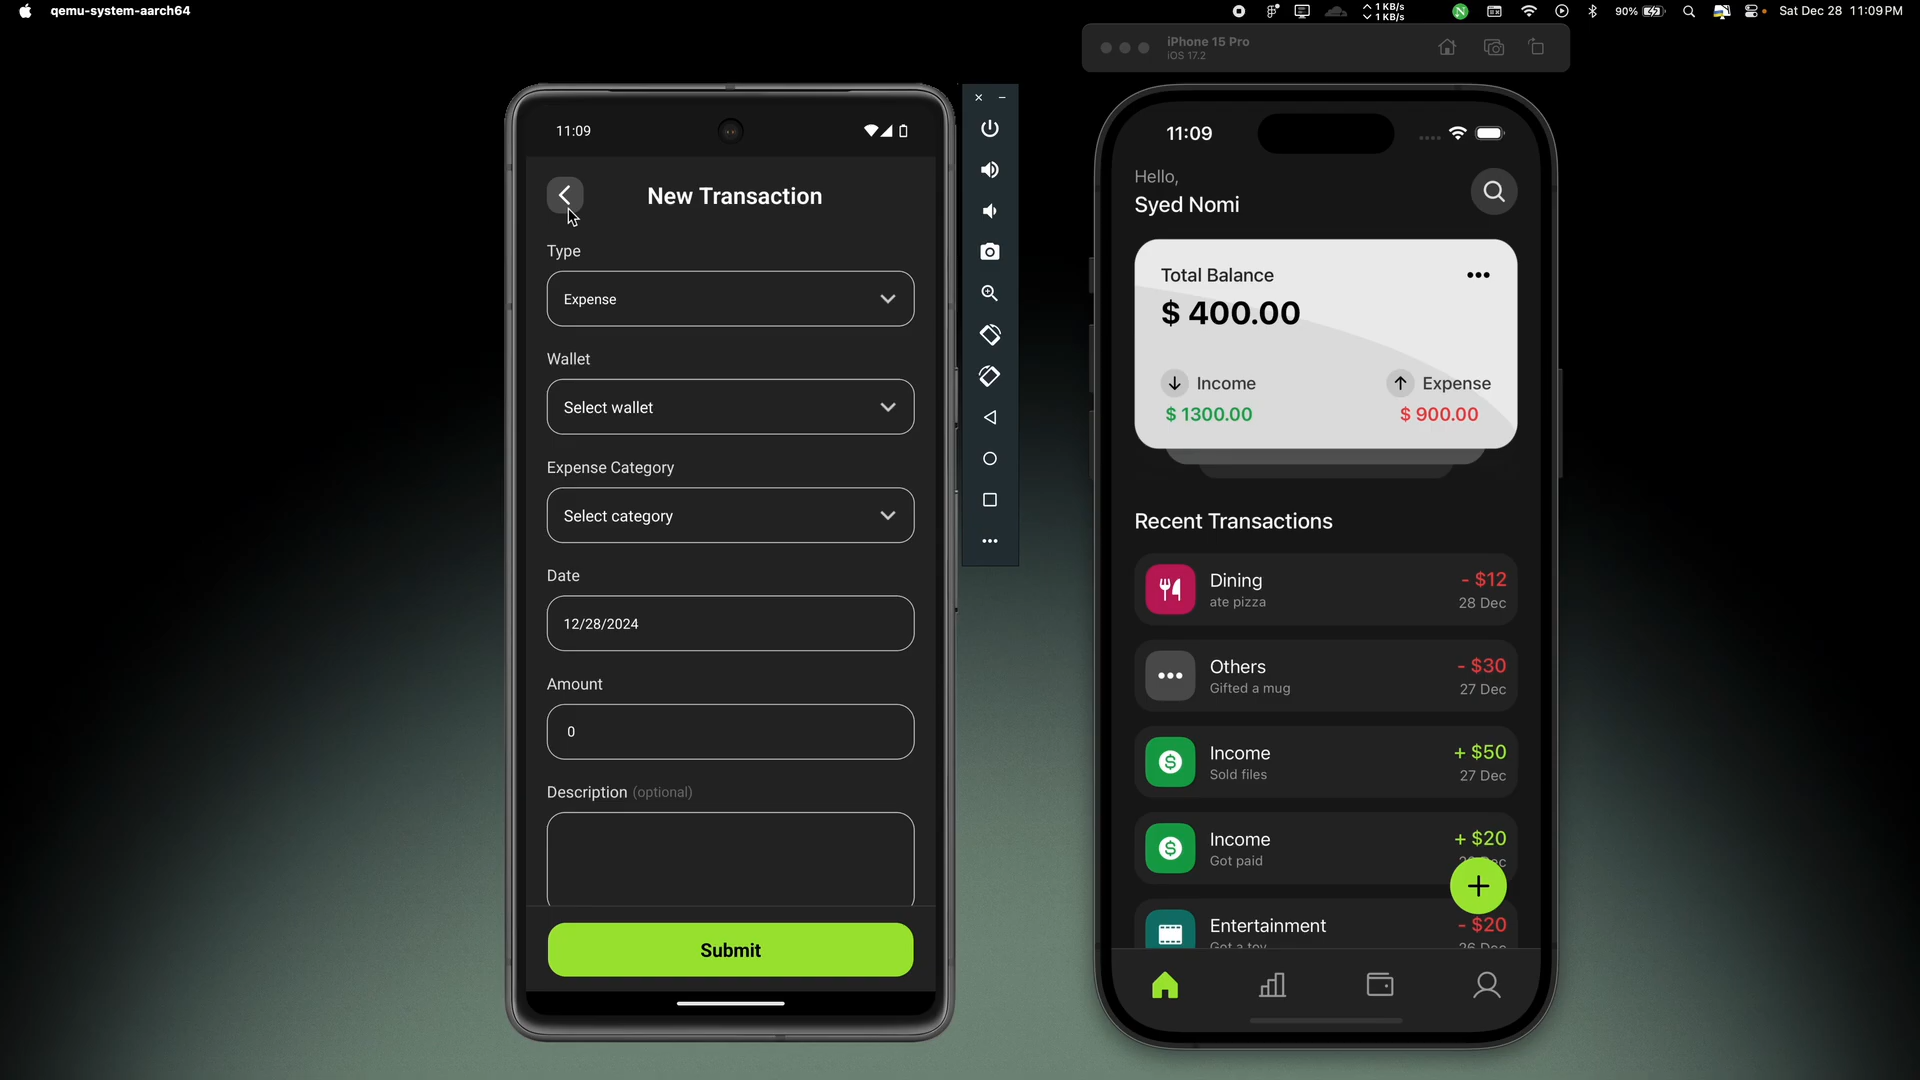 qemu-system-aarch64
1 KB/s
1 KB/s
90%
Sat Dec 28 11:09 PM
11:09
New Transaction
Type
Expense
Wallet
Select wallet
Expense Category
Select category
Date
12/28/2024
Amount
0
Description (optional)
Submit
iPhone 15 Pro
iOS 17.2
11:09
Hello,
Syed Nomi
Total Balance
$ 400.00
Income
Expense
$ 1300.00
$ 900.00
Recent Transactions
Dining
- $12
ate pizza
28 Dec
Others
- $30
Gifted a mug
27 Dec
Income
+ $50
Sold files
27 Dec
Income
+ $20
Got paid
Entertainment
- $20
Got a toy
26 Dec